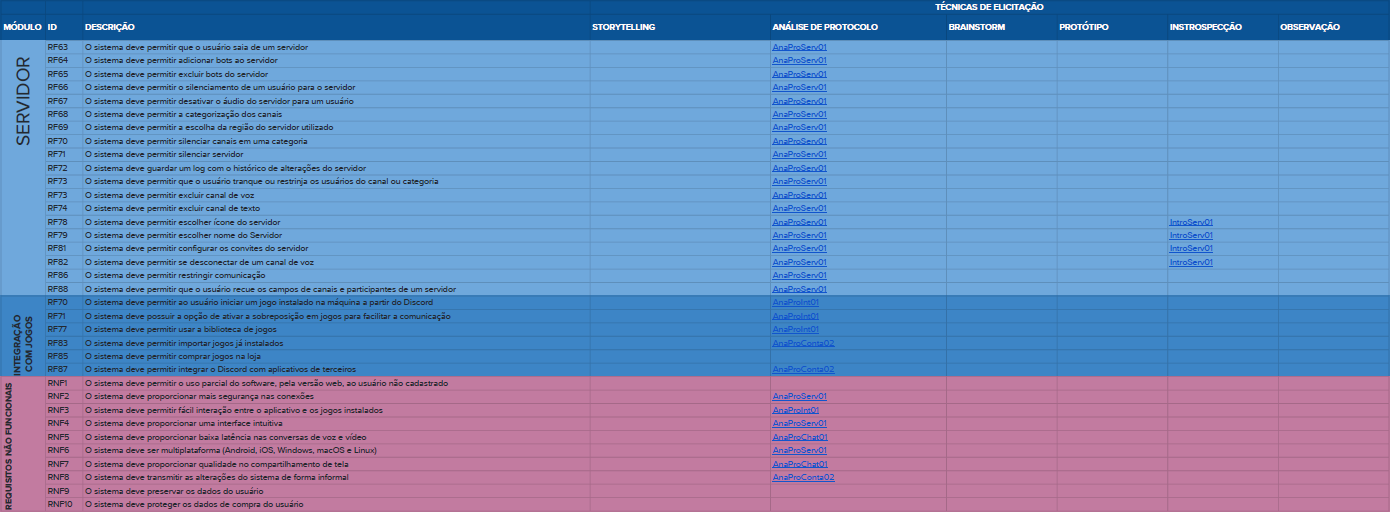 TÉCNICAS DE ELICITAÇÃO
MÓDULO ID DESCRIÇÃO STORYTELLING ANÁLISE DE PROTOCOLO BRAINSTORM PROTÓTIPO INSTROSPECÇÃO OBSERVAÇÃO
SERVIDOR
RF63 O sistema deve permitir que o usuário saia de um servidor AnaProServ01
RF64 O sistema deve permitir adicionar bots ao servidor AnaProServ01
RF65 O sistema deve permitir excluir bots do servidor AnaProServ01
RF66 O sistema deve permitir o silenciamento de um usuário para o servidor AnaProServ01
RF67 O sistema deve permitir desativar o áudio do servidor para um usuário AnaProServ01
RF68 O sistema deve permitir a categorização dos canais AnaProServ01
RF69 O sistema deve permitir a escolha da região do servidor utilizado AnaProServ01
RF70 O sistema deve permitir silenciar canais em uma categoria AnaProServ01
RF71 O sistema deve permitir silenciar servidor AnaProServ01
RF72 O sistema deve guardar um log com o histórico de alterações do servidor AnaProServ01
RF73 O sistema deve permitir que o usuário tranque ou restrinja os usuários do canal ou categoria AnaProServ01
RF73 O sistema deve permitir excluir canal de voz AnaProServ01
RF74 O sistema deve permitir excluir canal de texto AnaProServ01
RF78 O sistema deve permitir escolher ícone do servidor AnaProServ01 IntroServ01
RF79 O sistema deve permitir escolher nome do Servidor AnaProServ01 IntroServ01
RF81 O sistema deve permitir configurar os convites do servidor AnaProServ01 IntroServ01
RF82 O sistema deve permitir se desconectar de um canal de voz AnaProServ01 IntroServ01
RF86 O sistema deve permitir restringir comunicação AnaProServ01
RF88 O sistema deve permitir que o usuário recue os campos de canais e participantes de um servidor AnaProServ01
INTEGRAÇÃO
COM JOGOS
RF70 O sistema deve permitir ao usuário iniciar um jogo instalado na máquina a partir do Discord AnaProInt01
RF71 O sistema deve possuir a opção de ativar a sobreposição em jogos para facilitar a comunicação AnaProInt01
RF77 O sistema deve permitir usar a biblioteca de jogos AnaProInt01
RF83 O sistema deve permitir importar jogos já instalados AnaProConta02
RF85 O sistema deve permitir comprar jogos na loja
RF87 O sistema deve permitir integrar o Discord com aplicativos de terceiros AnaProConta02
REQUISITOS NÃO FUNCIONAIS
RNF1 O sistema deve permitir o uso parcial do software, pela versão web, ao usuário não cadastrado
RNF2 O sistema deve proporcionar mais segurança nas conexões AnaProServ01
RNF3 O sistema deve permitir fácil interação entre o aplicativo e os jogos instalados AnaProInt01
RNF4 O sistema deve proporcionar uma interface intuitiva AnaProServ01
RNF5 O sistema deve proporcionar baixa latência nas conversas de voz e vídeo AnaProChat01
RNF6 O sistema deve ser multiplataforma (Android, iOS, Windows, macOS e Linux) AnaProServ01
RNF7 O sistema deve proporcionar qualidade no compartilhamento de tela AnaProChat01
RNF8 O sistema deve transmitir as alterações do sistema de forma informal AnaProConta02
RNF9 O sistema deve preservar os dados do usuário
RNF10 O sistema deve proteger os dados de compra do usuário